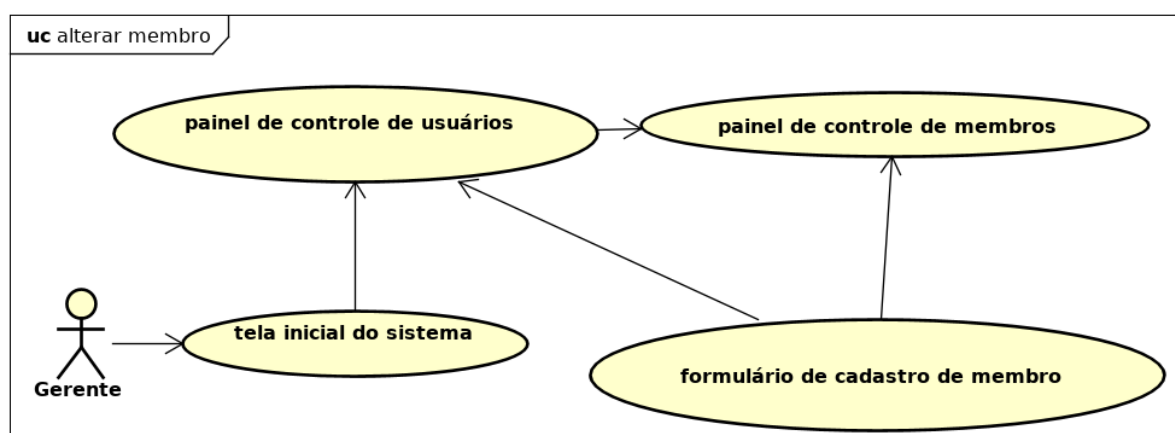 uc alterar membro
painel de controle de usuários
painel de controle de membros
tela inicial do sistema
Gerente
formulário de cadastro de membro